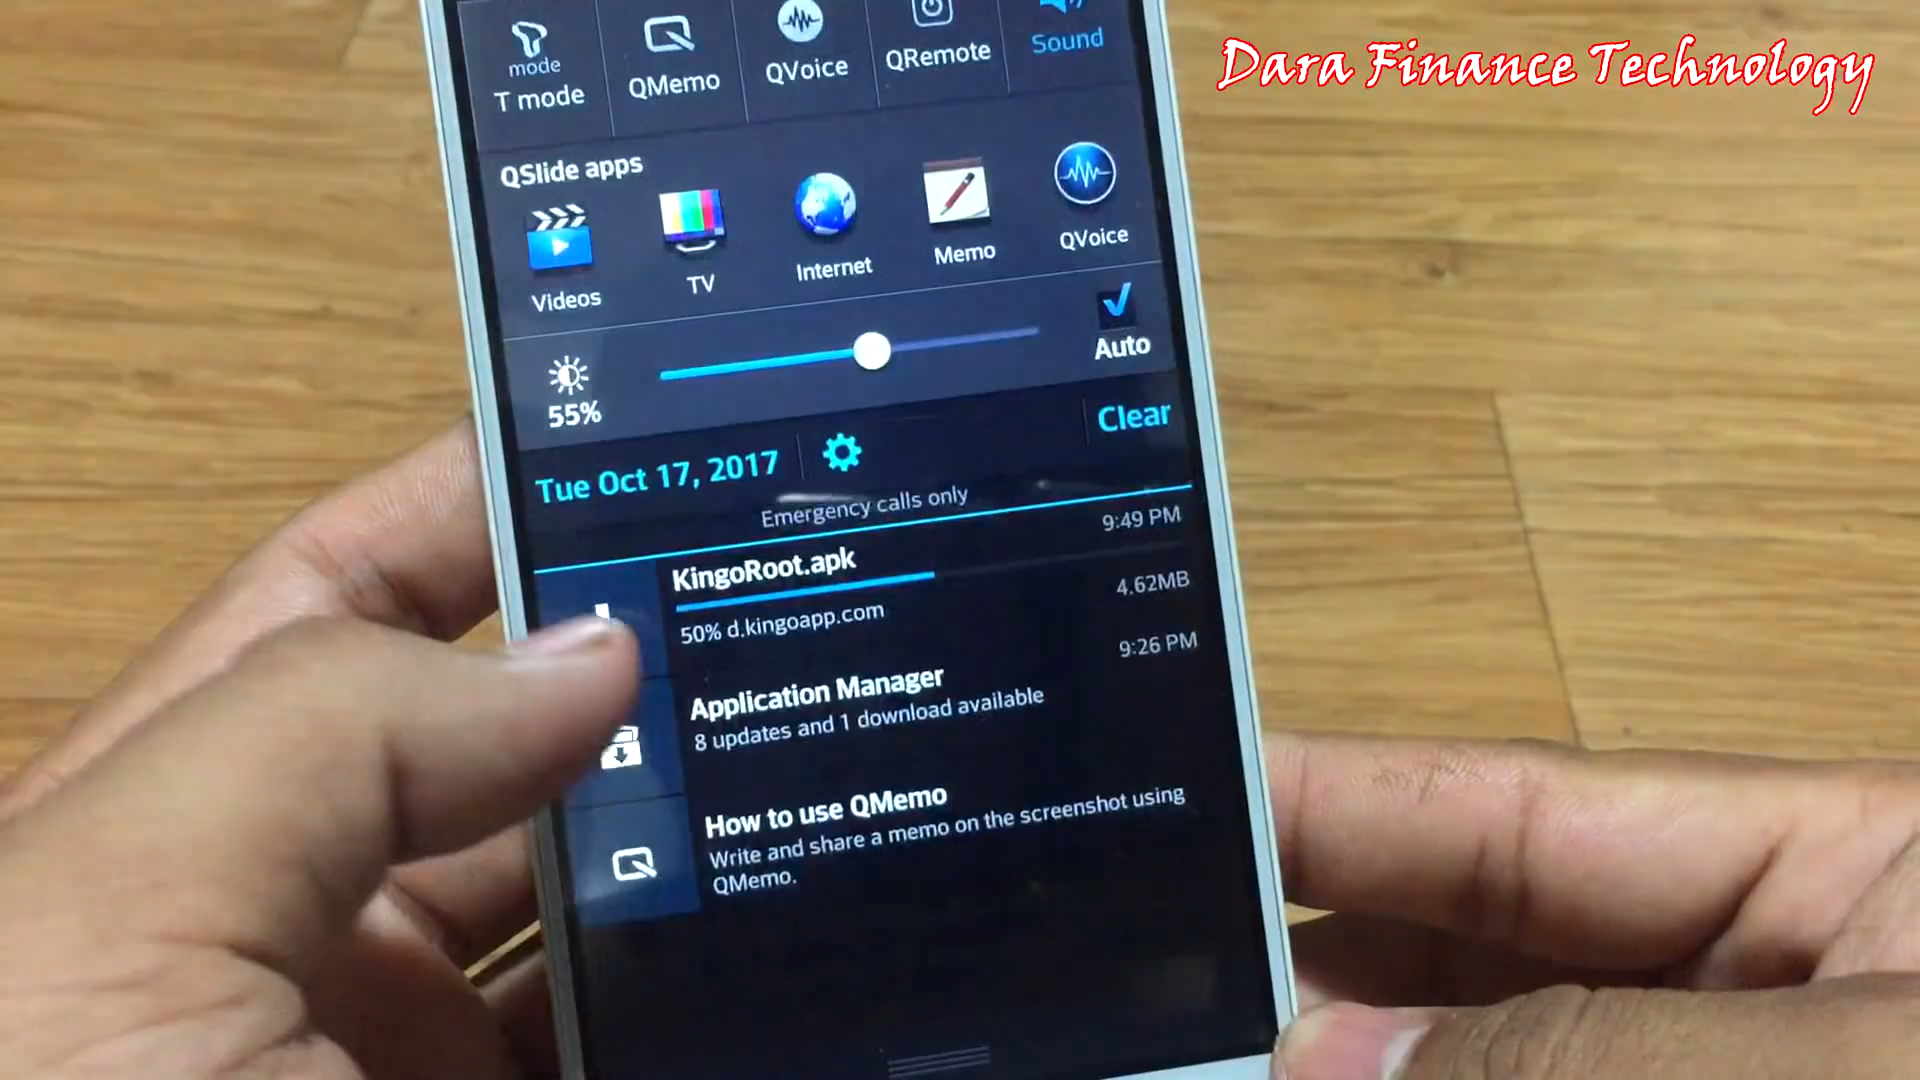 Dara Finance Technology
mode
T mode
QMemo
QVoice
QRemote
Sound
QSlide apps
Videos
TV
Internet
Memo
QVoice
55%
Auto
Tue Oct 17, 2017
Clear
Emergency calls only
KingoRoot.apk
9:49 PM
50% d.kingoapp.com
4.62MB
Application Manager
9:26 PM
8 updates and 1 download available
How to use QMemo
Write and share a memo on the screenshot using
QMemo.